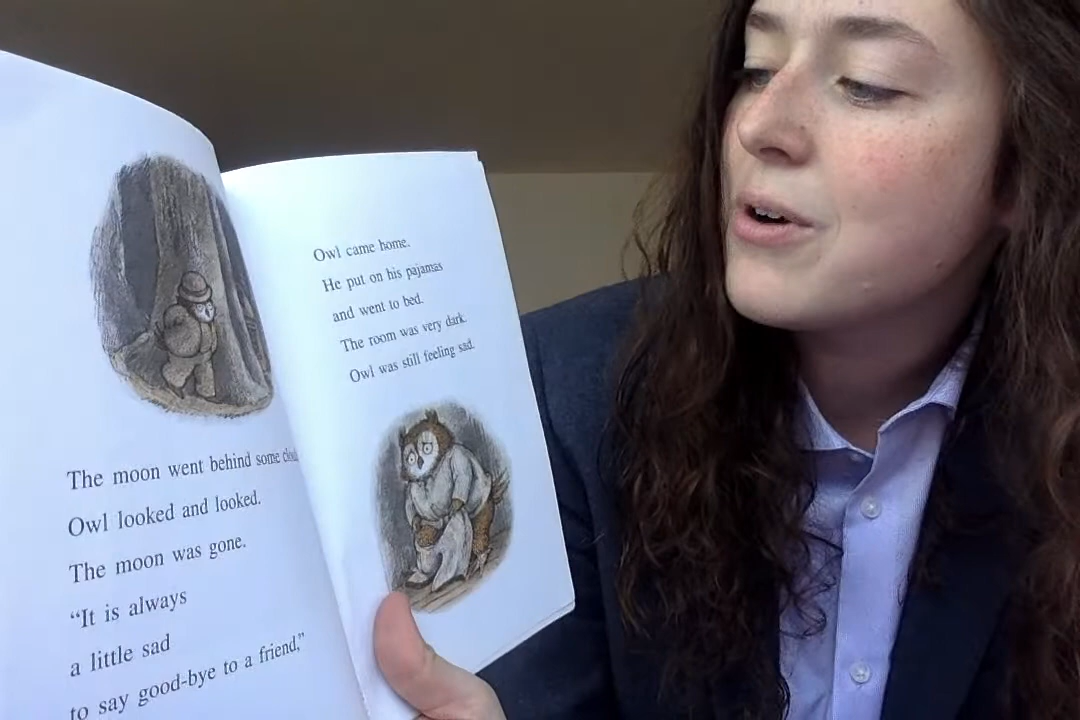 The moon went behind some
Owl looked and looked.
The moon was gone.
“It is always
a little sad
to say good-bye to a friend,”
Owl came home.
He put on his pajamas
and went to bed.
The room was very dark.
Owl was still feeling sad.